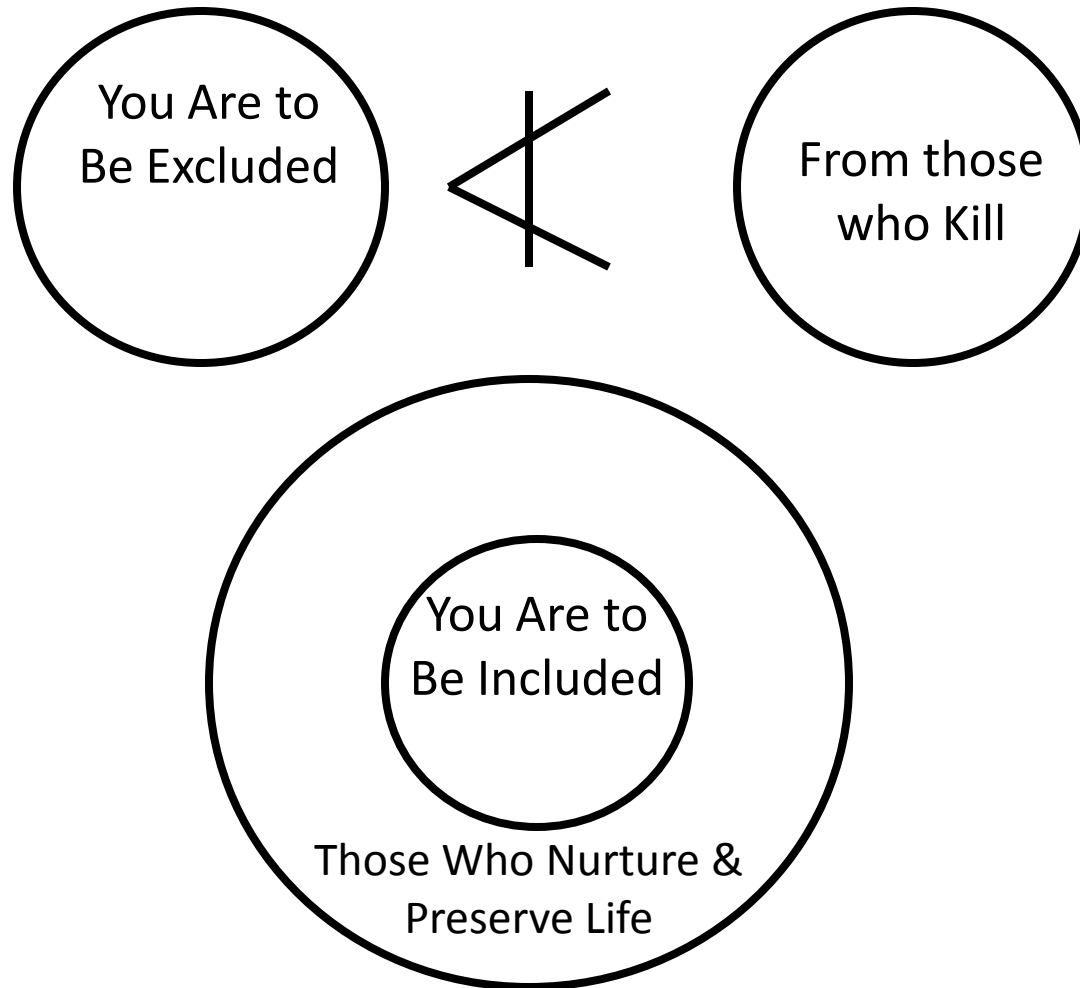 You Are to
Be Excluded
From those
who Kill
You Are to
Be Included
Those Who Nurture &
Preserve Life